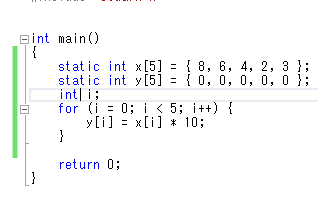 int main()
{
static int x[5] = { 8, 6, 4, 2, 3 };
static int y[5] = { 0, 0, 0, 0, 0 };
int i;
for (i = 0; i < 5; i++) {
y[i] = x[i] * 10;
}
return 0;
}